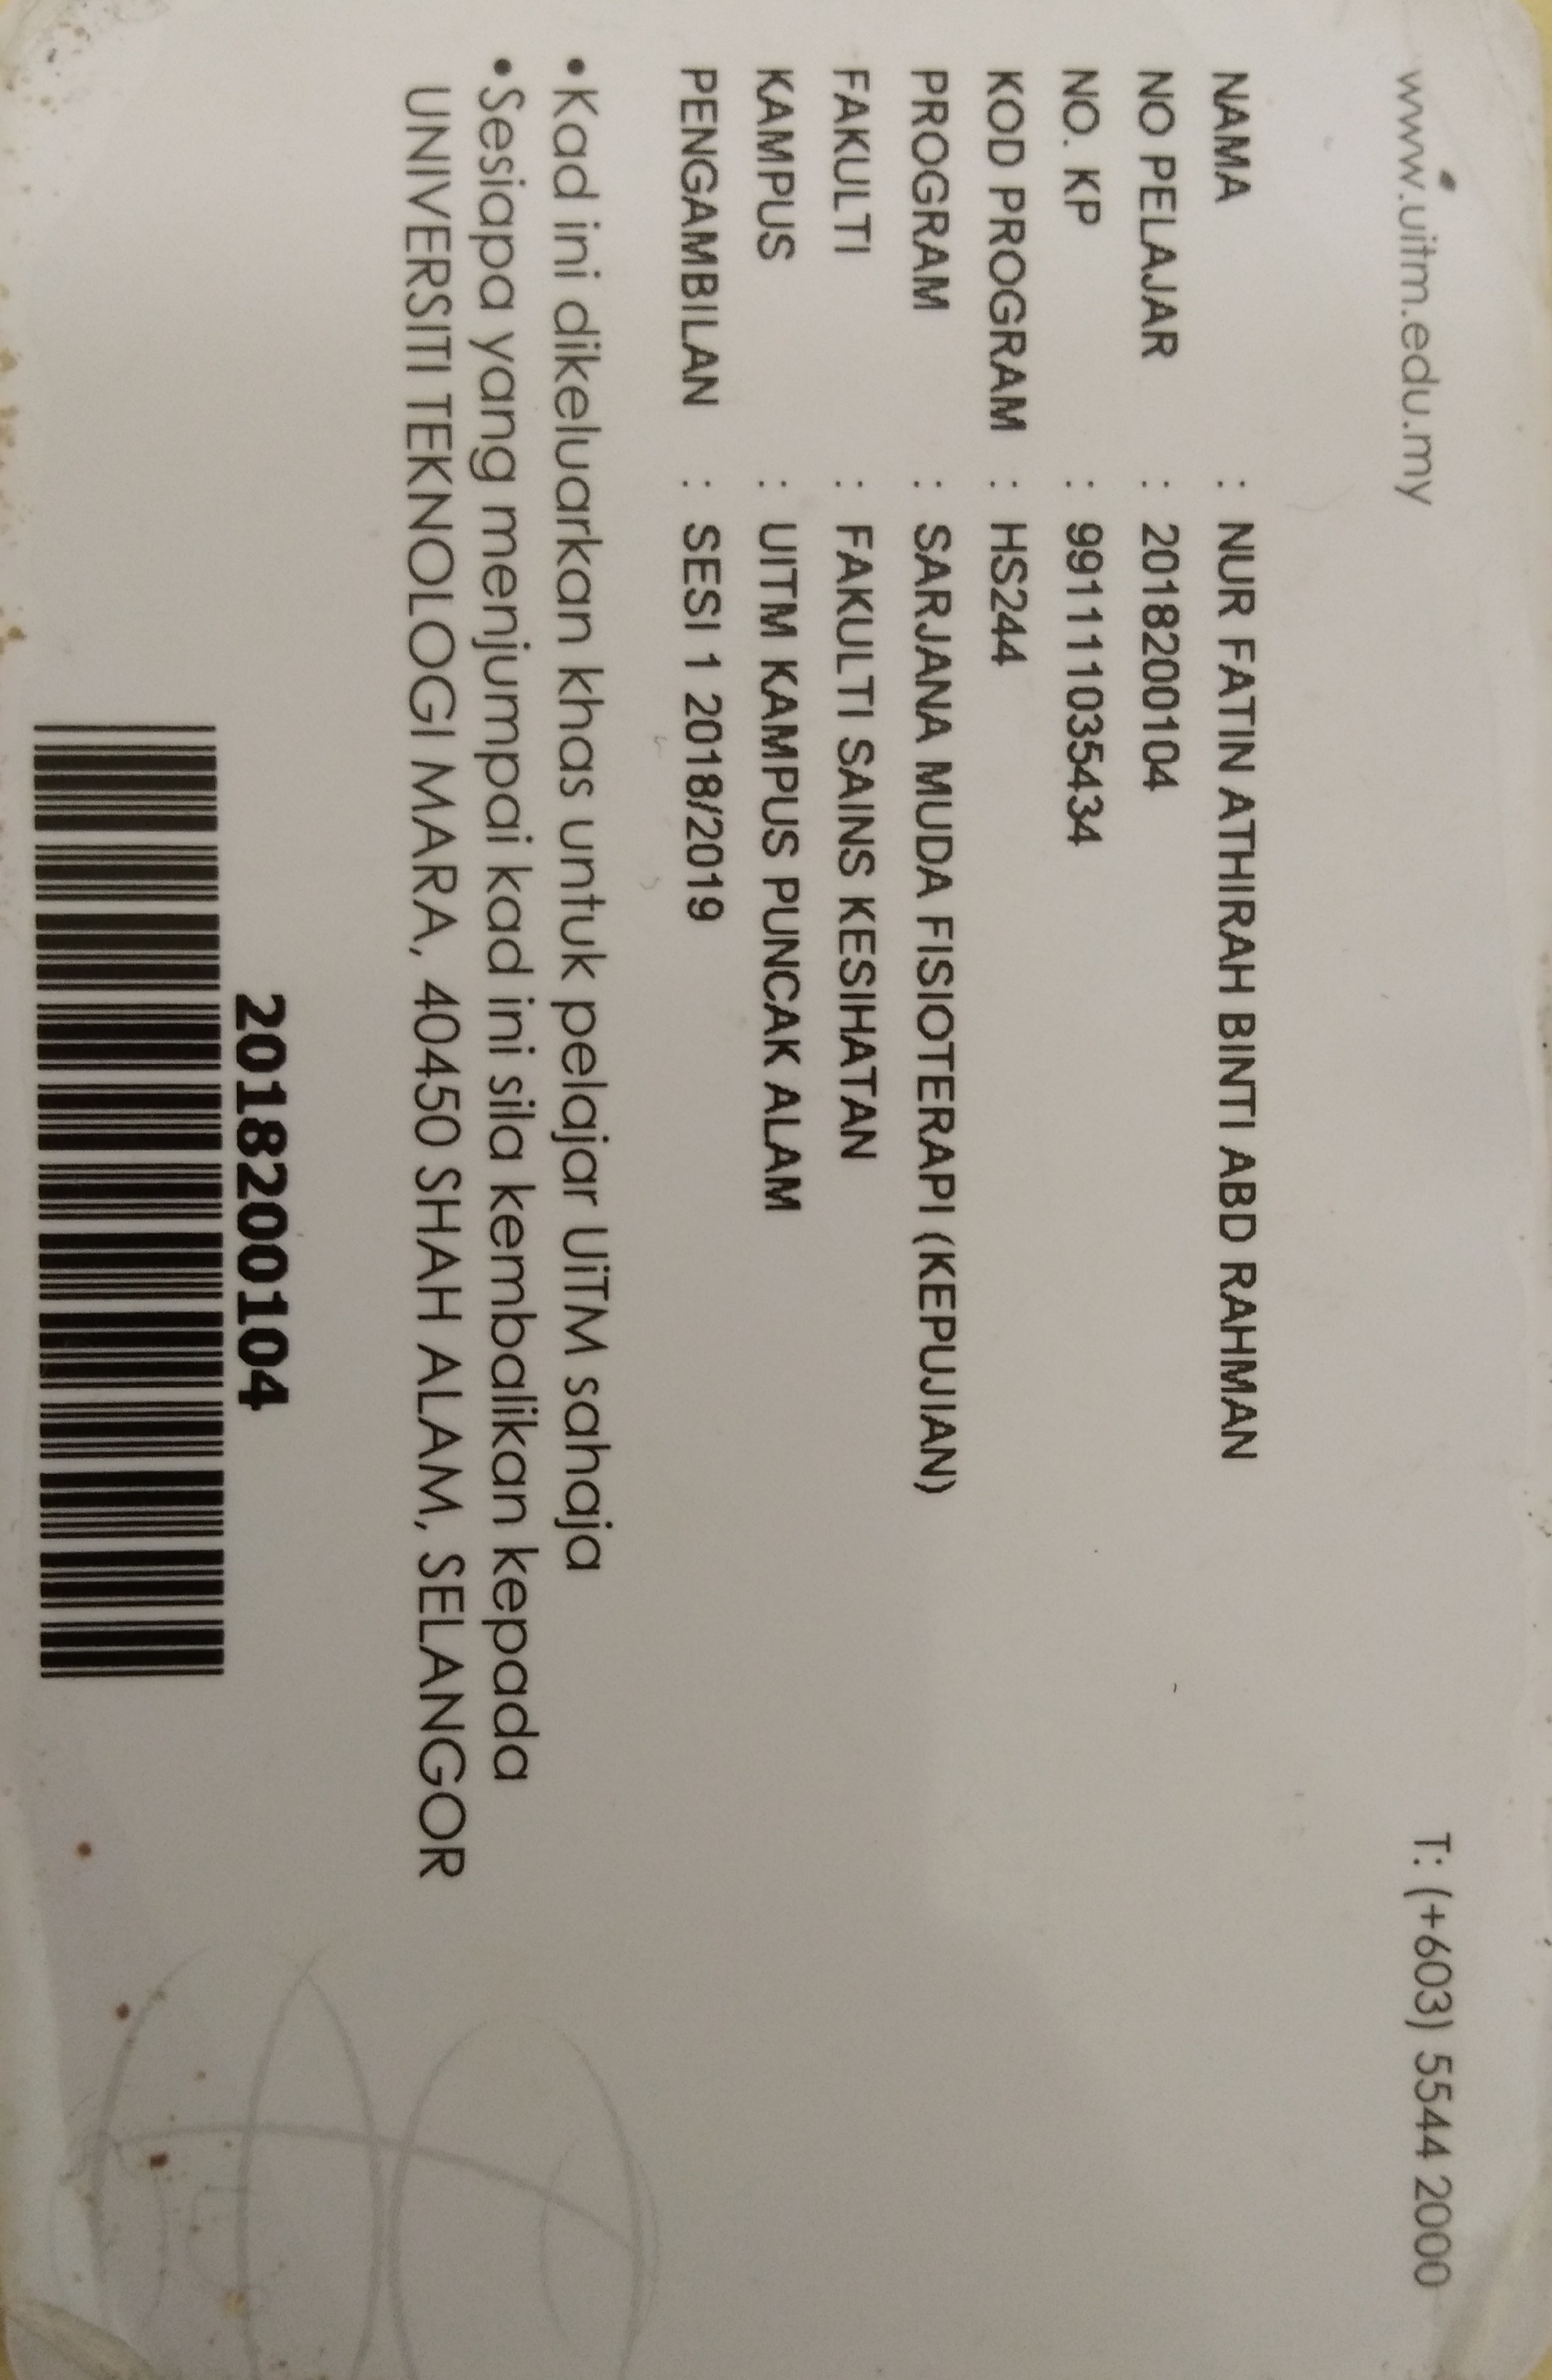 www.uitm.edu.my T: (+603) 5544 2000
NAMA : NUR FATIN ATHIRAH BINTI ABD RAHMAN
NO PELAJAR : 2018200104
NO. KP : 991111035434
KOD PROGRAM : HS244
PROGRAM : SARJANA MUDA FISIOTERAPI (KEPUJIAN)
FAKULTI : FAKULTI SAINS KESIHATAN
KAMPUS : UITM KAMPUS PUNCAK ALAM
PENGAMBILAN : SESI 1 2018/2019
•Kad ini dikeluarkan khas untuk pelajar UiTM sahaja
•Sesiapa yang menjumpai kad ini sila kembalikan kepada
UNIVERSITI TEKNOLOGI MARA, 40450 SHAH ALAM, SELANGOR
2018200104